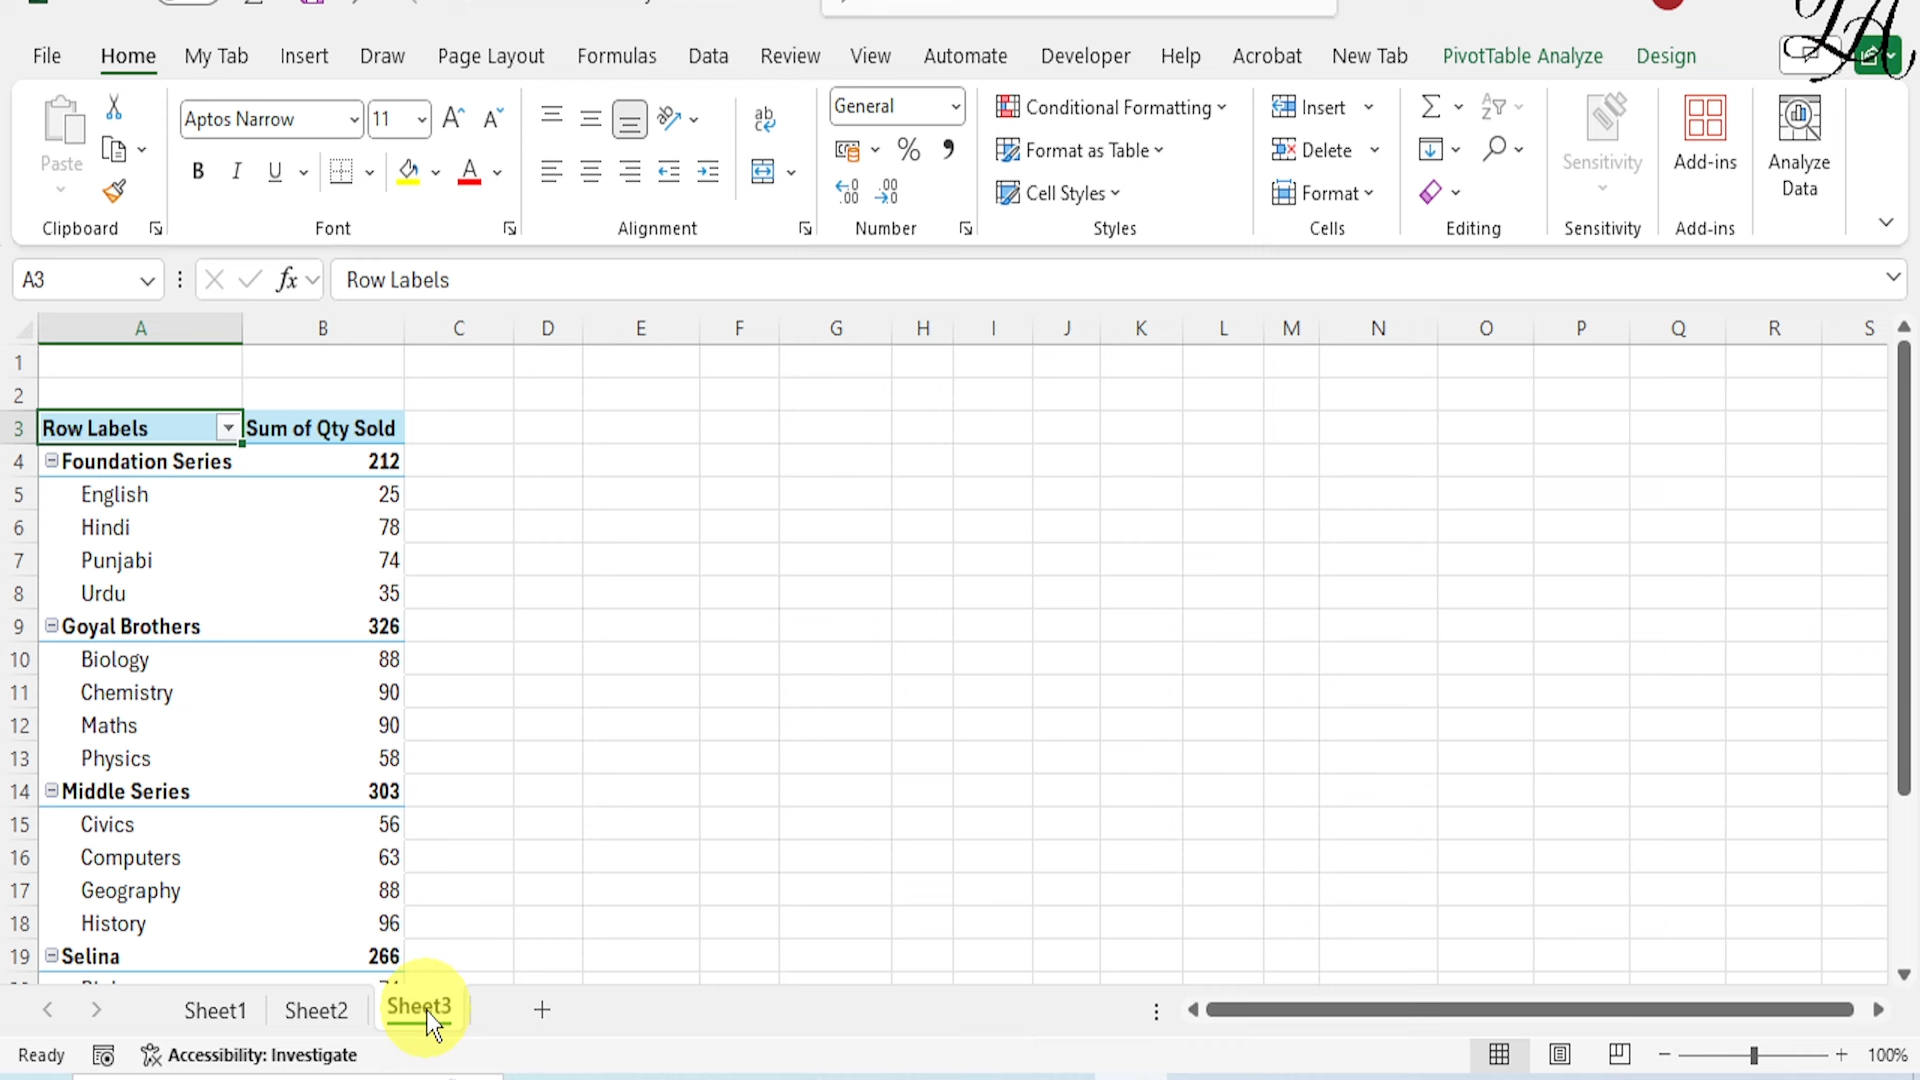 File Home My Tab Insert Draw Page Layout Formulas Data Review View Automate Developer Help Acrobat New Tab PivotTable Analyze Design
Paste
Clipboard
Aptos Narrow 11
B I U A
Font
ab
Alignment
General
% 9
.00
Number
Conditional Formatting
Format as Table
Cell Styles
Styles
Insert
Delete
Format
Cells
Editing
Sensitivity
Sensitivity
Add-ins
Add-ins
Analyze
Data
A3 fx Row Labels
A B C D E F G H I J K L M N O P Q R S
1
2
3 Row Labels Sum of Qty Sold
4 Foundation Series 212
5 English 25
6 Hindi 78
7 Punjabi 74
8 Urdu 35
9 Goyal Brothers 326
10 Biology 88
11 Chemistry 90
12 Maths 90
13 Physics 58
14 Middle Series 303
15 Civics 56
16 Computers 63
17 Geography 88
18 History 96
19 Selina 266
Sheet1 Sheet2 Sheet3
Ready Accessibility: Investigate 100%